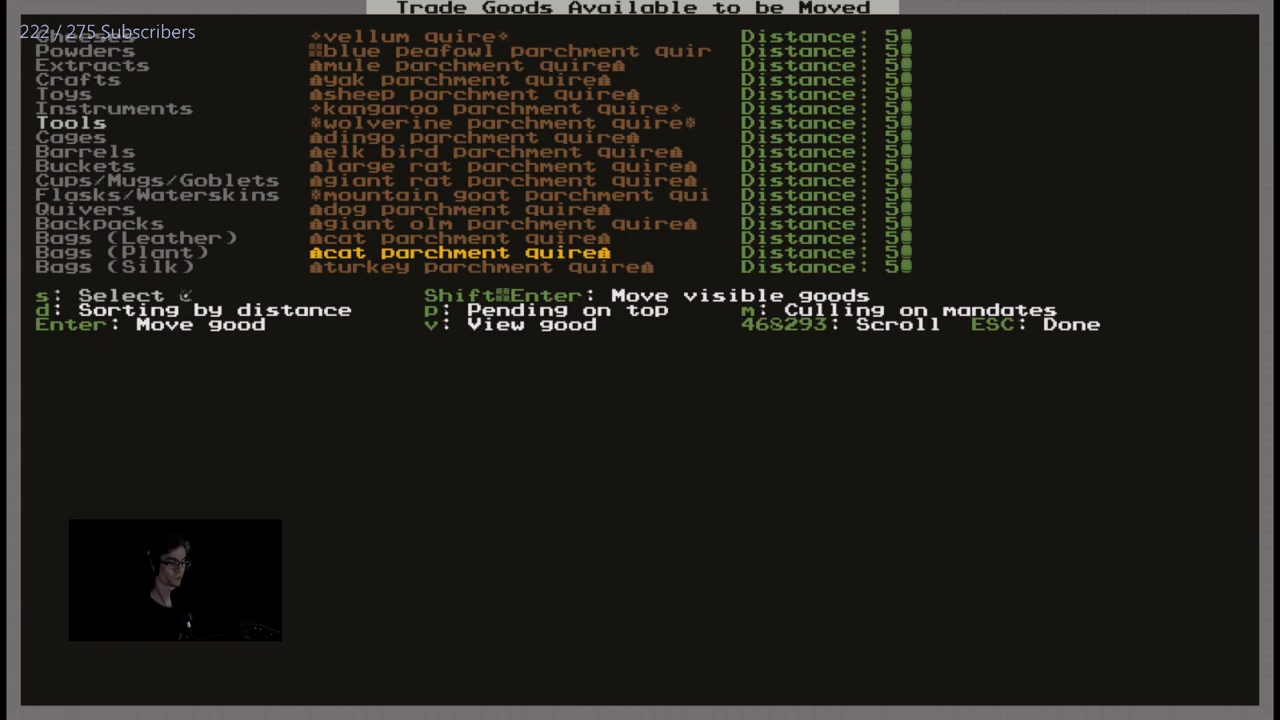 Trade Goods Available to be Moved
222 / 275 Subscribers
Cheeses *vellum quire* Distance: 5
Powders blue peafowl parchment quir Distance: 5
Extracts mule parchment quire Distance: 5
Crafts yak parchment quire Distance: 5
Toys sheep parchment quire Distance: 5
Instruments *kangaroo parchment quire* Distance: 5
Tools *wolverine parchment quire* Distance: 5
Cages dingo parchment quire Distance: 5
Barrels elk bird parchment quire Distance: 5
Buckets large rat parchment quire Distance: 5
Cups/Mugs/Goblets giant rat parchment quire Distance: 5
Flasks/Waterskins *mountain goat parchment qui Distance: 5
Quivers dog parchment quire Distance: 5
Backpacks giant olm parchment quire Distance: 5
Bags (Leather) cat parchment quire Distance: 5
Bags (Plant) cat parchment quire Distance: 5
Bags (Silk) turkey parchment quire Distance: 5
s: Select Shift Enter: Move visible goods
d: Sorting by distance p: Pending on top m: Culling on mandates
Enter: Move good v: View good 468293: Scroll ESC: Done